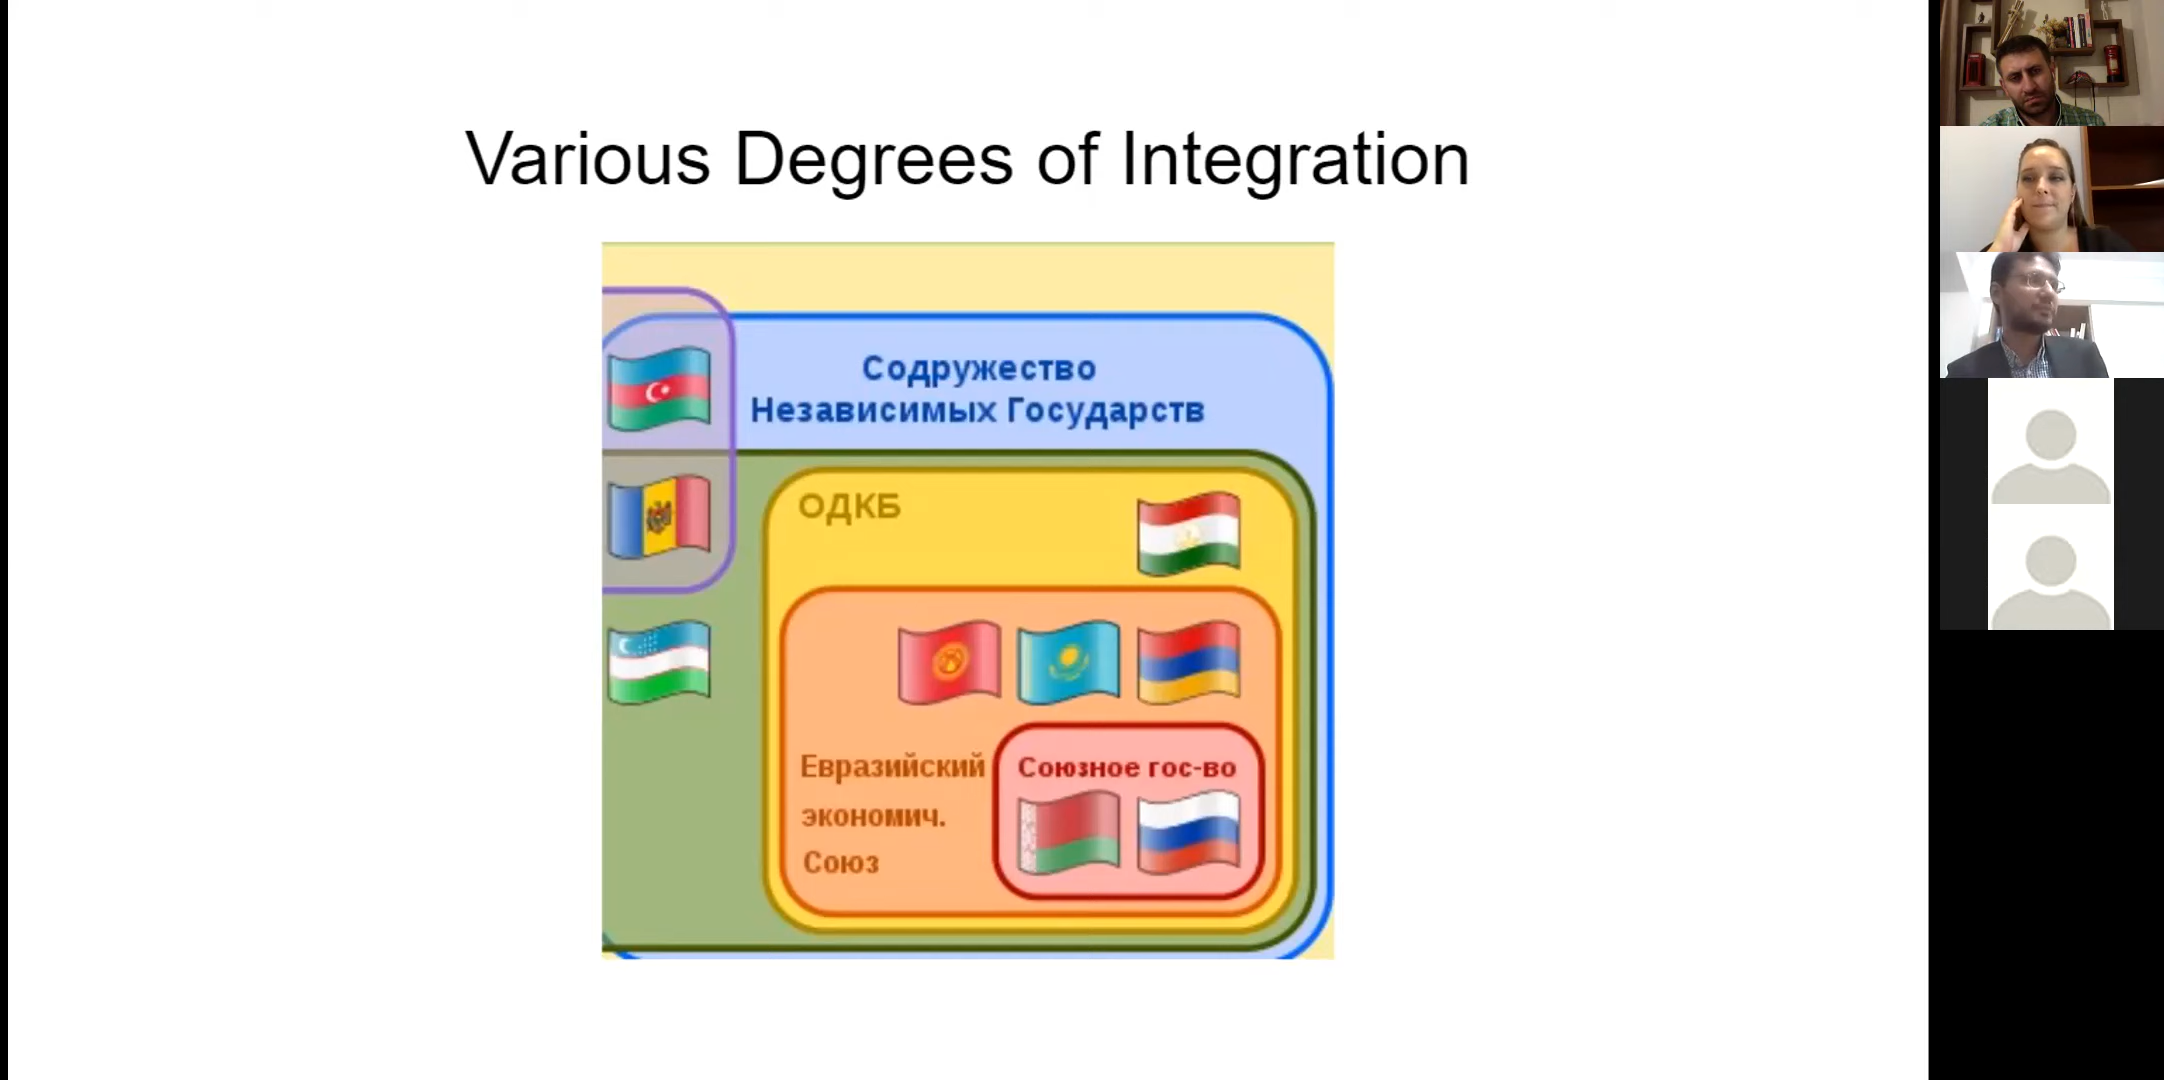 Various Degrees of Integration
Содружество
Независимых Государств
ОДКБ
Евразийский
экономич.
Союз
Союзное гос-во